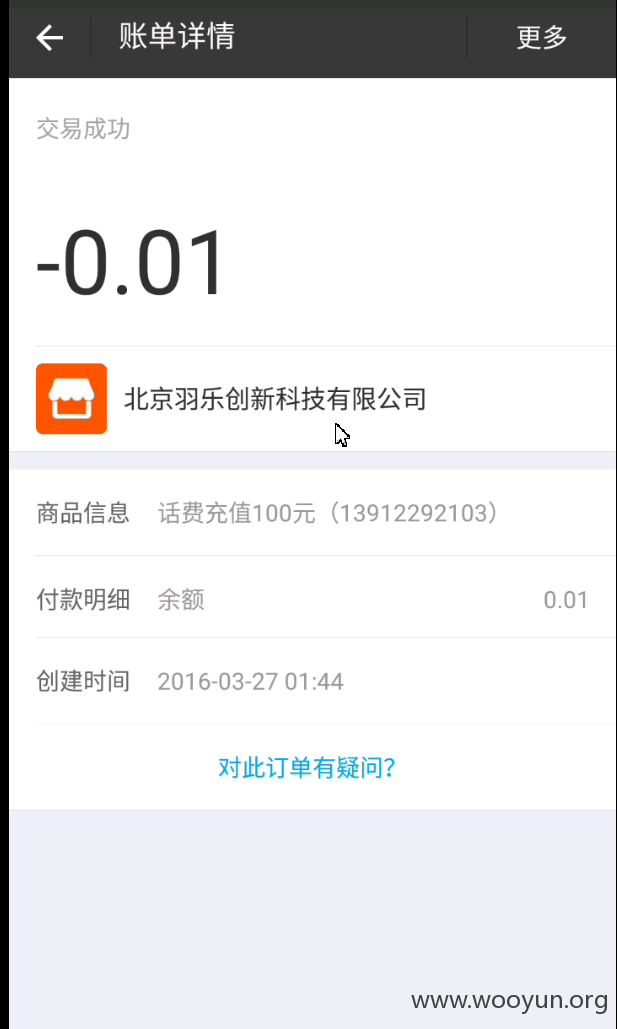 账单详情 更多
交易成功
-0.01
北京羽乐创新科技有限公司
商品信息 话费充值100元（13912292103）
付款明细 余额 0.01
创建时间 2016-03-27 01:44
对此订单有疑问?
www.wooyun.org